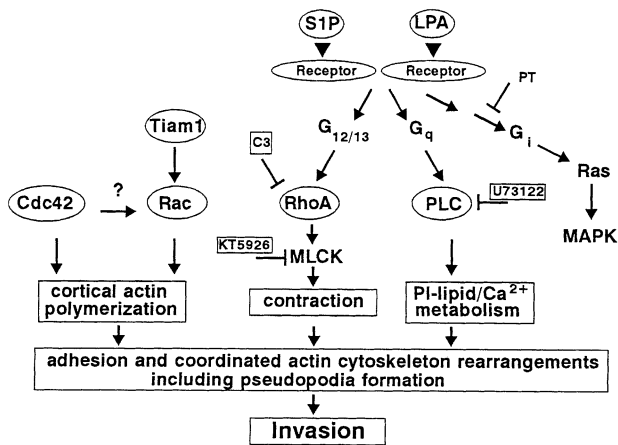 S1P
LPA
Receptor
Receptor
PT
Tiam1
C3
G12/13
Gq
Gi
?
Ras
Cdc42
Rac
RhoA
PLC
U73122
MAPK
KT5926
MLCK
cortical actin
polymerization
contraction
PI-lipid/Ca2+
metabolism
adhesion and coordinated actin cytoskeleton rearrangements
including pseudopodia formation
Invasion